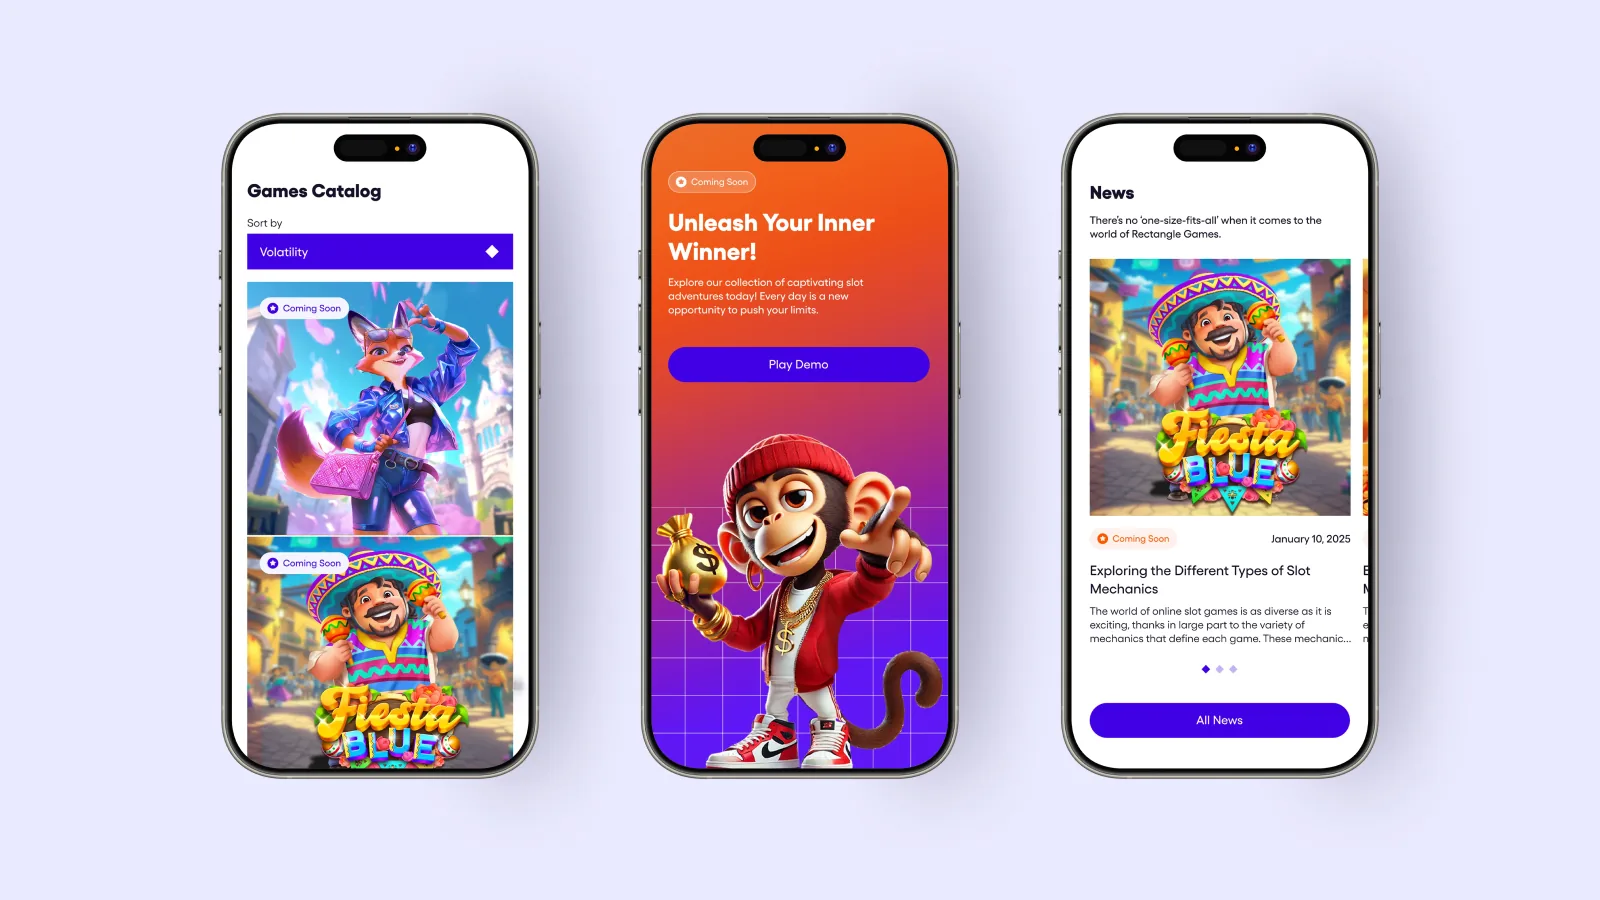 Games Catalog
Sort by
Volatility
Coming Soon
Coming Soon
Fiesta
BLUE
Coming Soon
Unleash Your Inner
Winner!
Explore our collection of captivating slot
adventures today! Every day is a new
opportunity to push your limits.
Play Demo
$
$
News
There's no 'one-size-fits-all' when it comes to the
world of Rectangle Games.
Fiesta
BLUE
Coming Soon
January 10, 2025
Exploring the Different Types of Slot
Mechanics
The world of online slot games is as diverse as it is
exciting, thanks in large part to the variety of
mechanics that define each game. These mechanic...
All News